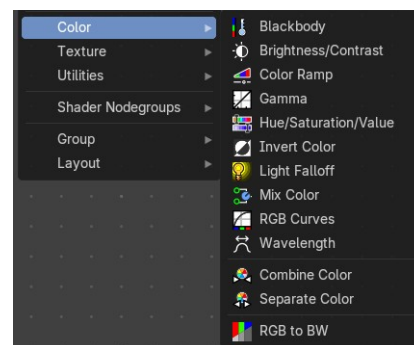 Color
Texture
Utilities
Shader Nodegroups
Group
Layout
Blackbody
Brightness/Contrast
Color Ramp
Gamma
Hue/Saturation/Value
Invert Color
Light Falloff
Mix Color
RGB Curves
Wavelength
Combine Color
Separate Color
RGB to BW